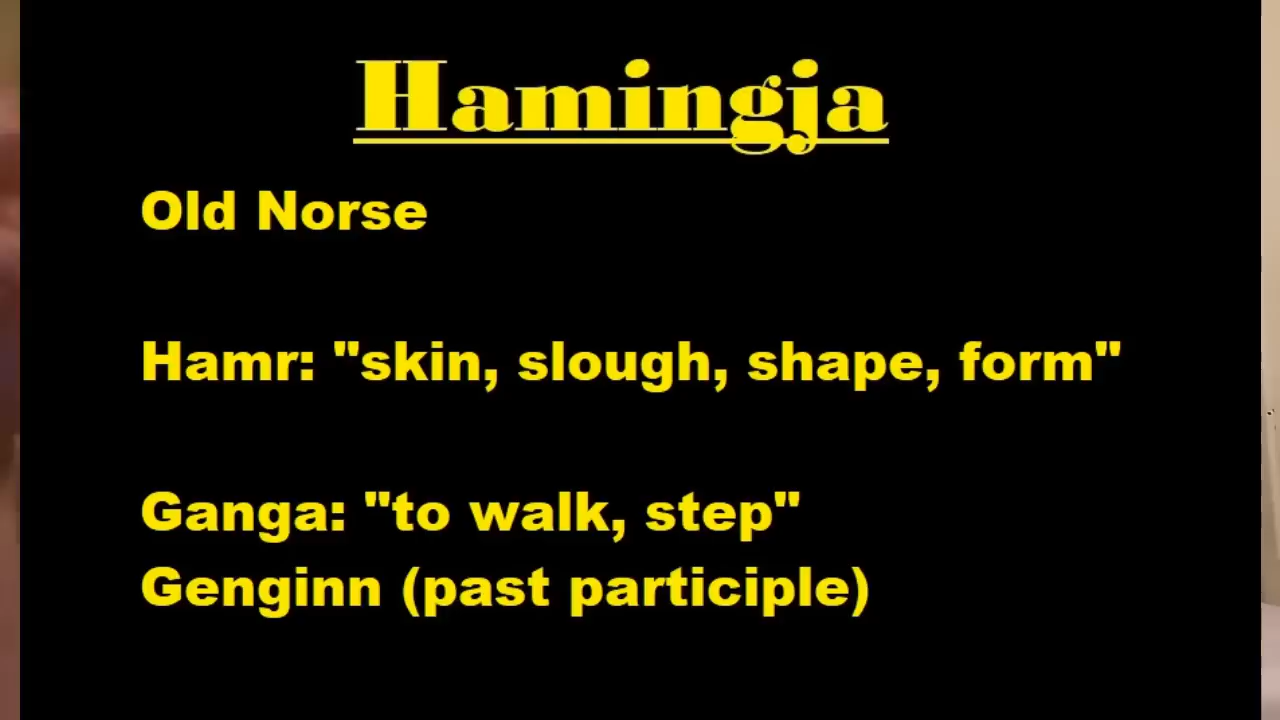 Hamingja
Old Norse
Hamr: "skin, slough, shape, form"
Ganga: "to walk, step"
Genginn (past participle)